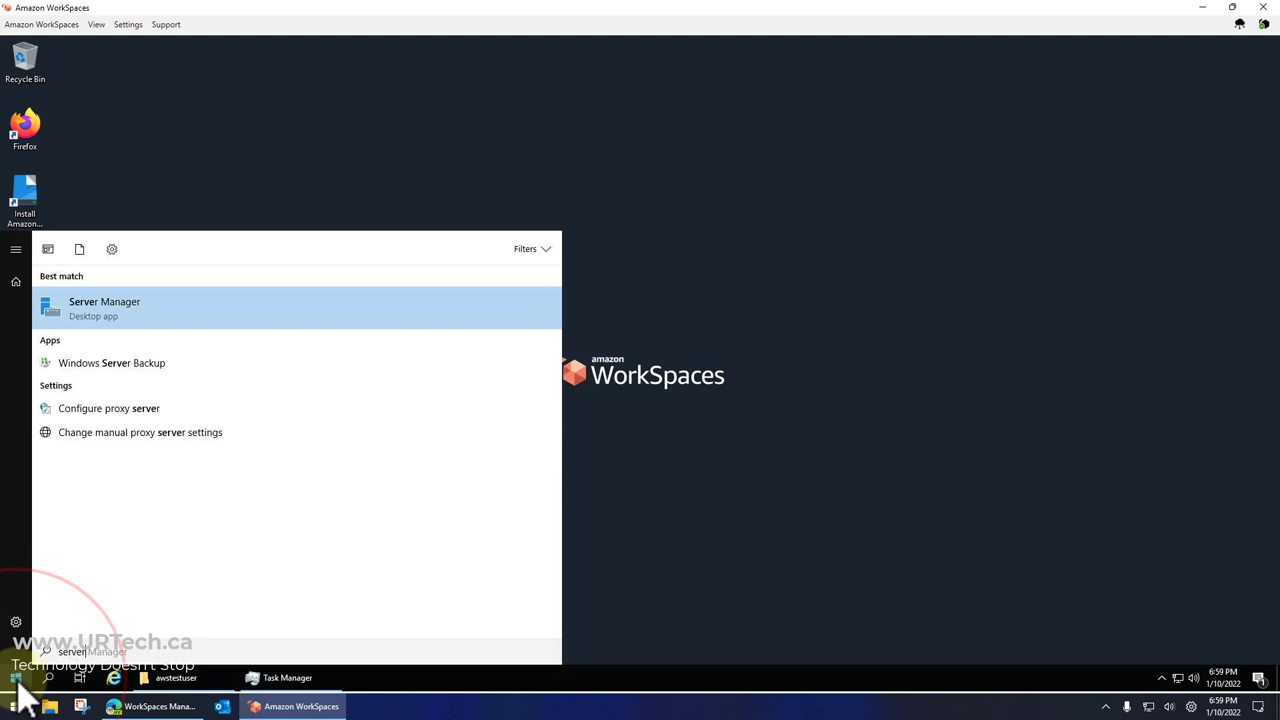 Amazon WorkSpaces
Amazon WorkSpaces View Settings Support
Recycle Bin
Firefox
Install
Amazon...
Filters
Best match
Server Manager
Desktop app
Apps
Windows Server Backup
Settings
Configure proxy server
Change manual proxy server settings
amazon
WorkSpaces
www.URTech.ca
server Manager
Technology Doesn't Stop
awstestuser
Task Manager
6:59 PM
1/10/2022
WorkSpaces Mana...
Amazon WorkSpaces
6:59 PM
1/10/2022